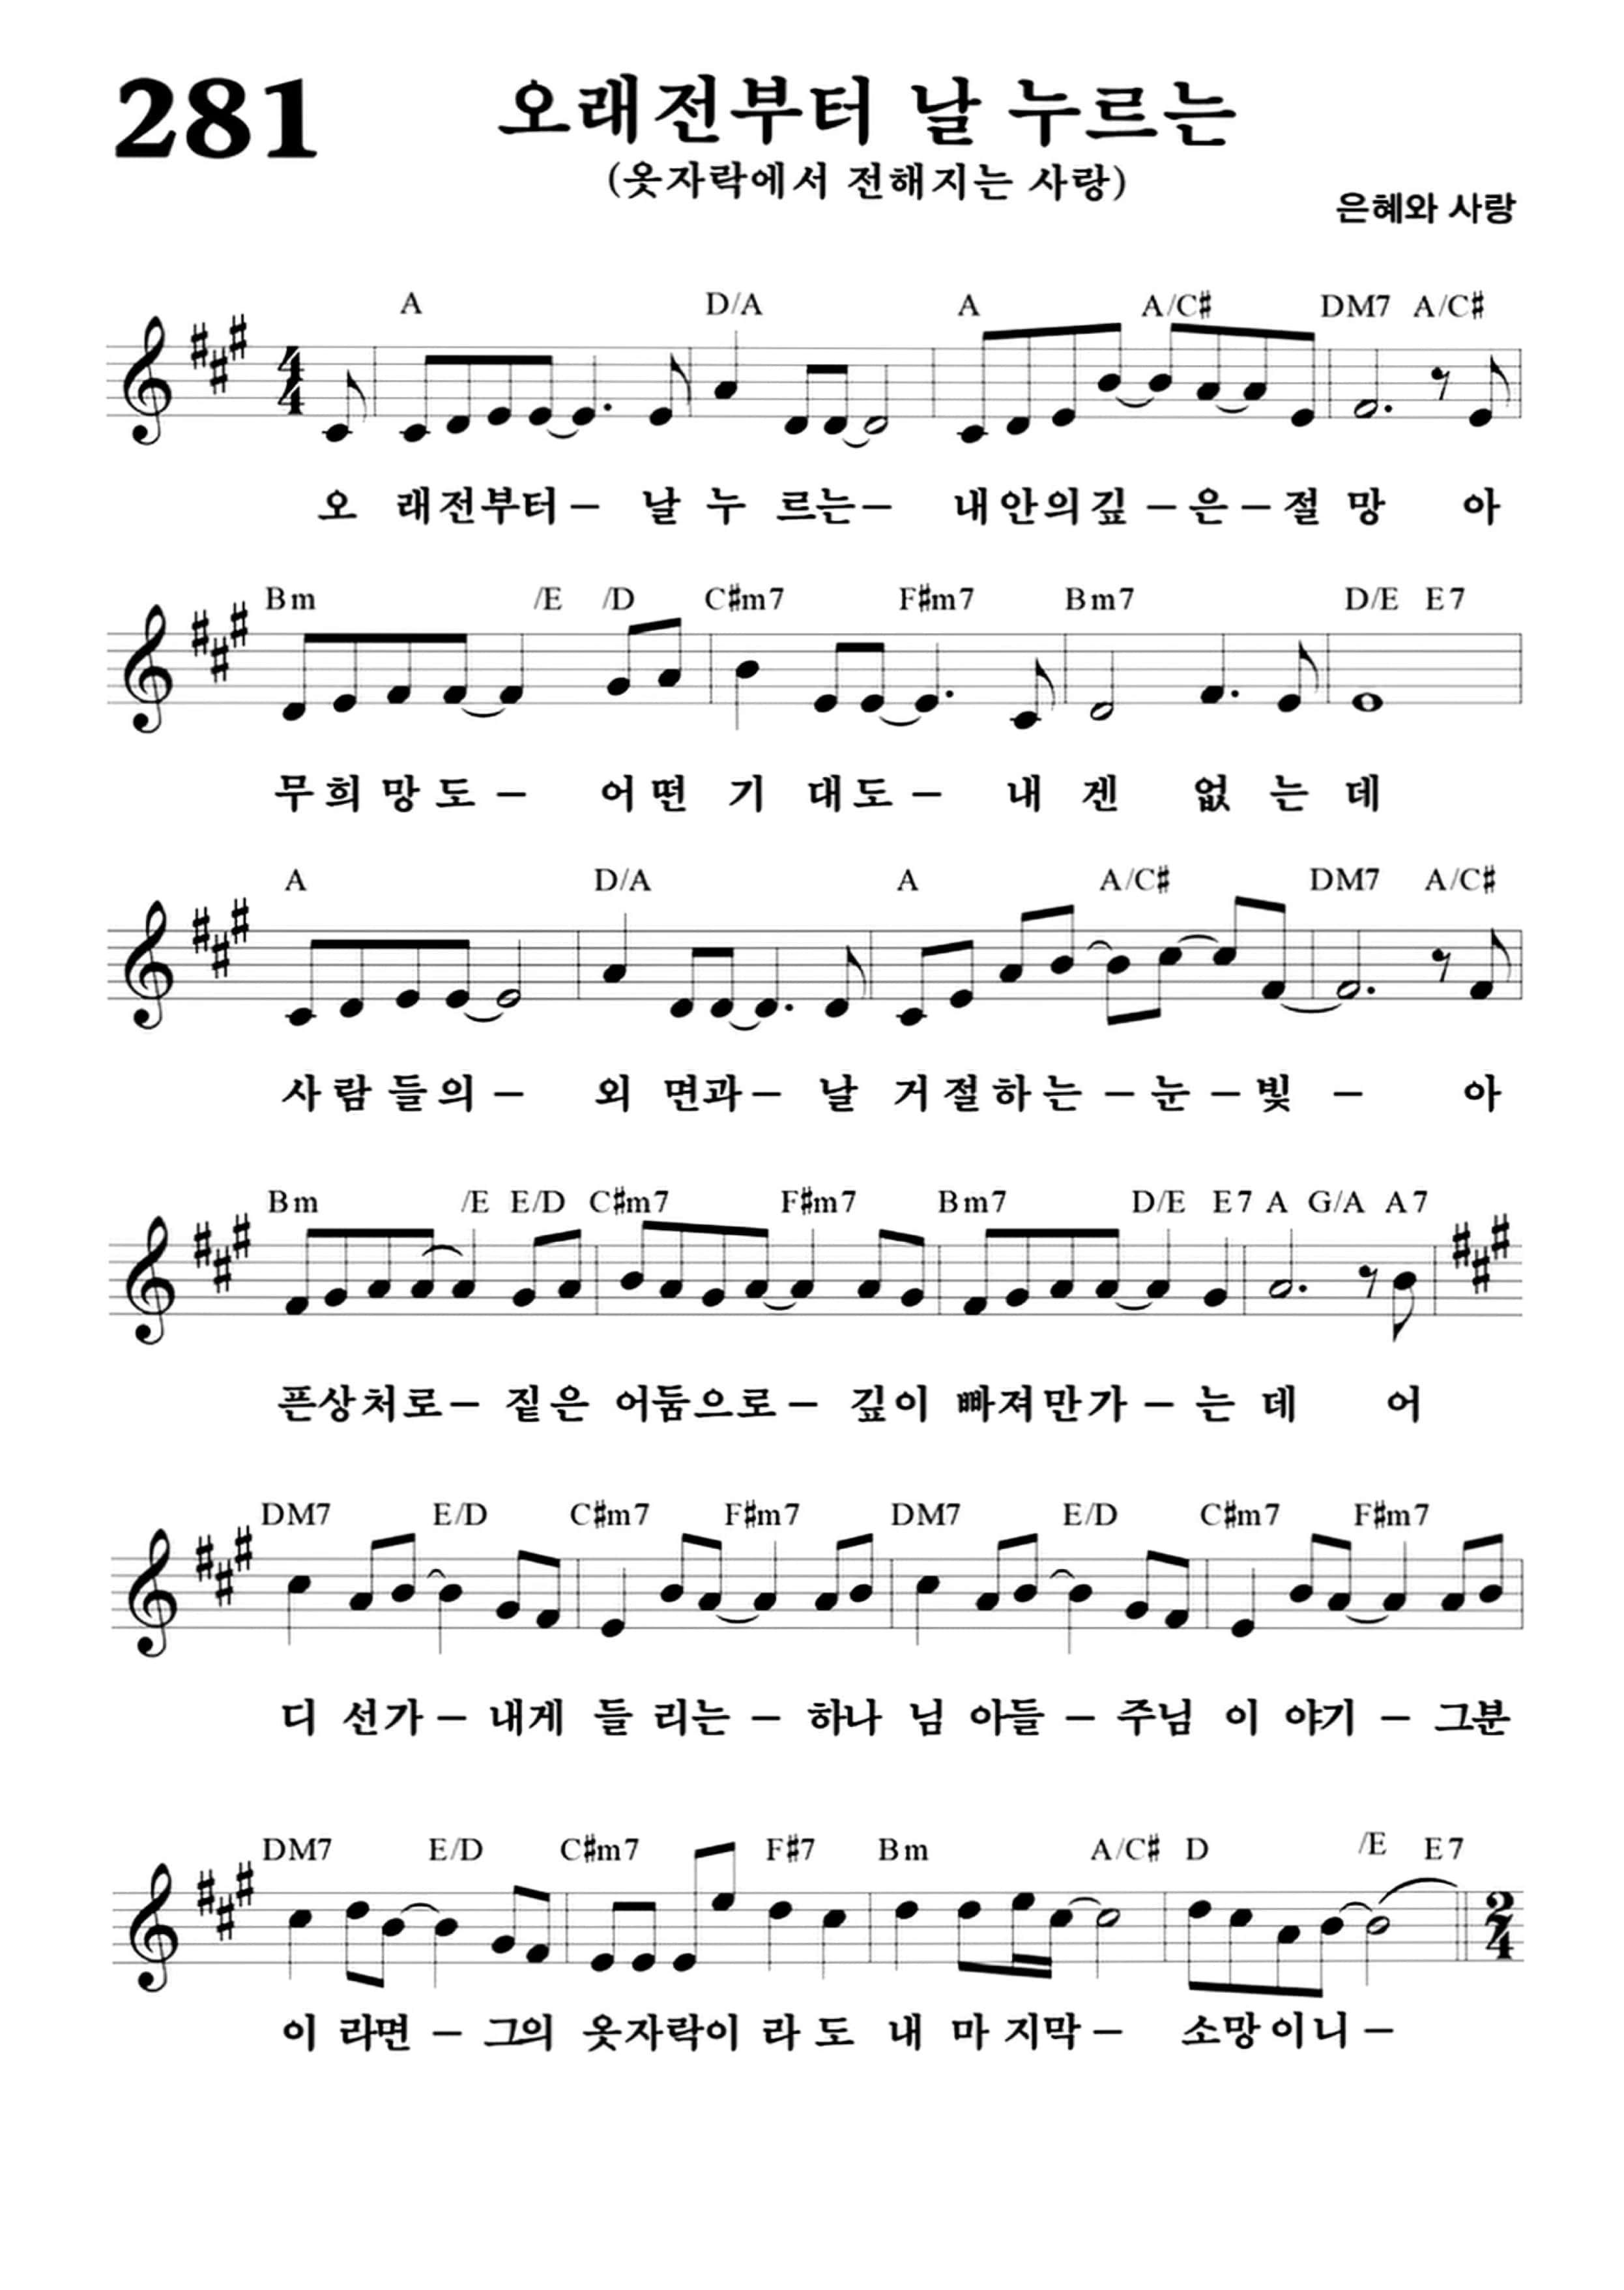 281
오래전부터 날 누르는
(옷자락에서 전해지는 사랑)
은혜와 사랑
A D/A A A/C♯ DM7 A/C♯
4/4
오 래전부터– 날 누 르는– 내안의깊–은–절 망 아
Bm /E /D C♯m7 F♯m7 Bm7 D/E E7
무희망도– 어떤 기 대도– 내 겐 없 는 데
A D/A A A/C♯ DM7 A/C♯
사람들의– 외 면과– 날 거절하는–눈–빛 – 아
Bm /E E/D C♯m7 F♯m7 Bm7 D/E E7 A G/A A7
픈상처로– 짙은 어둠으로– 깊이 빠져만가–는 데 어
DM7 E/D C♯m7 F♯m7 DM7 E/D C♯m7 F♯m7
디 선가– 내게 들 리는– 하나 님 아들– 주님 이 야기– 그분
DM7 E/D C♯m7 F♯7 Bm A/C♯ D /E E7
2/4
이 라면– 그의 옷자락이 라도 내 마 지막– 소망이니–